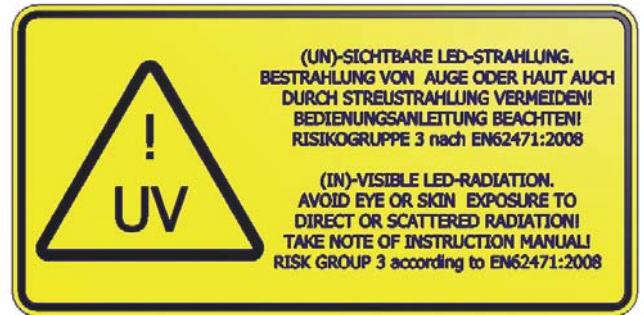 !
UV
(UN)-SICHTBARE LED-STRAHLUNG.
BESTRAHLUNG VON AUGE ODER HAUT AUCH
DURCH STREUSTRAHLUNG VERMEIDEN!
BEDIENUNGSANLEITUNG BEACHTEN!
RISIKOGRUPPE 3 nach EN62471:2008
(IN)-VISIBLE LED-RADIATION.
AVOID EYE OR SKIN EXPOSURE TO
DIRECT OR SCATTERED RADIATION!
TAKE NOTE OF INSTRUCTION MANUAL!
RISK GROUP 3 according to EN62471:2008